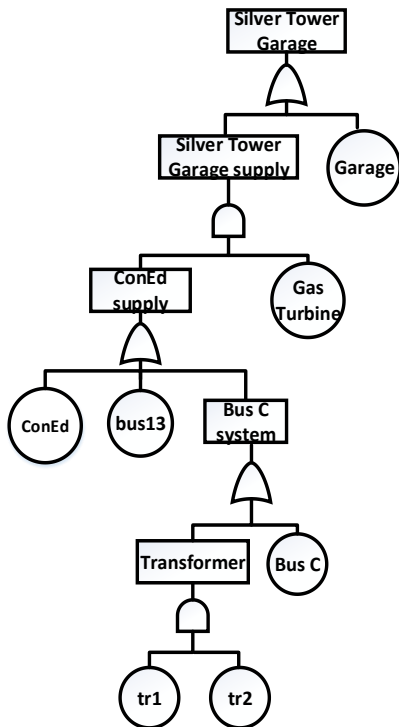 Silver Tower
Garage
Silver Tower
Garage supply
Garage
ConEd
supply
Gas
Turbine
ConEd
bus13
Bus C
system
Transformer
Bus C
tr1
tr2